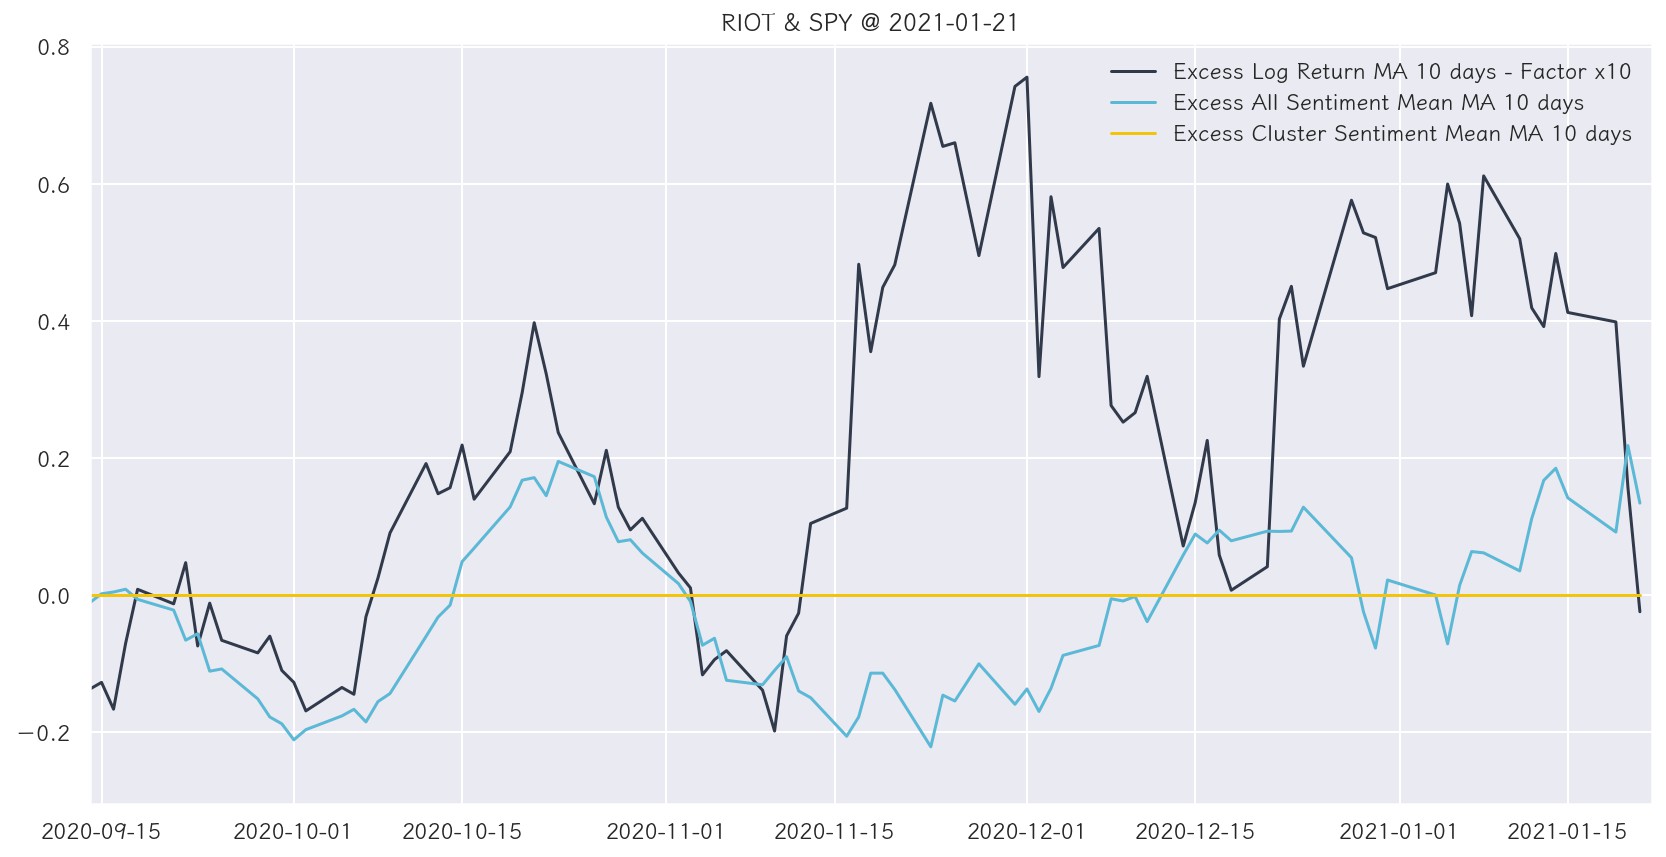 RIOT & SPY @ 2021-01-21
Excess Log Return MA 10 days - Factor x10
Excess All Sentiment Mean MA 10 days
Excess Cluster Sentiment Mean MA 10 days
0.8
0.6
0.4
0.2
0.0
−0.2
2020-09-15 2020-10-01 2020-10-15 2020-11-01 2020-11-15 2020-12-01 2020-12-15 2021-01-01 2021-01-15